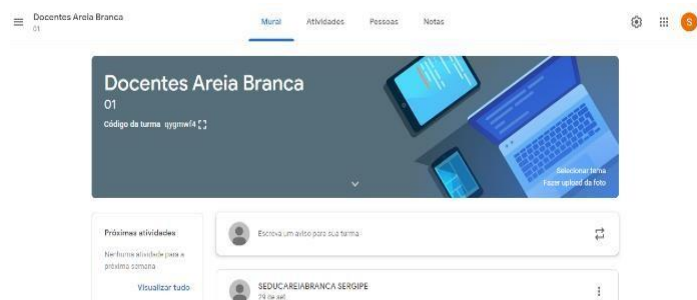 Docentes Areia Branca
01
Mural Atividades Pessoas Notas
S
Docentes Areia Branca
01
Código da turma qygmwf4
Selecionar tema
Fazer upload da foto
Próximas atividades
Nenhuma atividade para a
próxima semana
Visualizar tudo
Escreva um aviso para sua turma
SEDUCAREIABRANCA SERGIPE
29 de set.